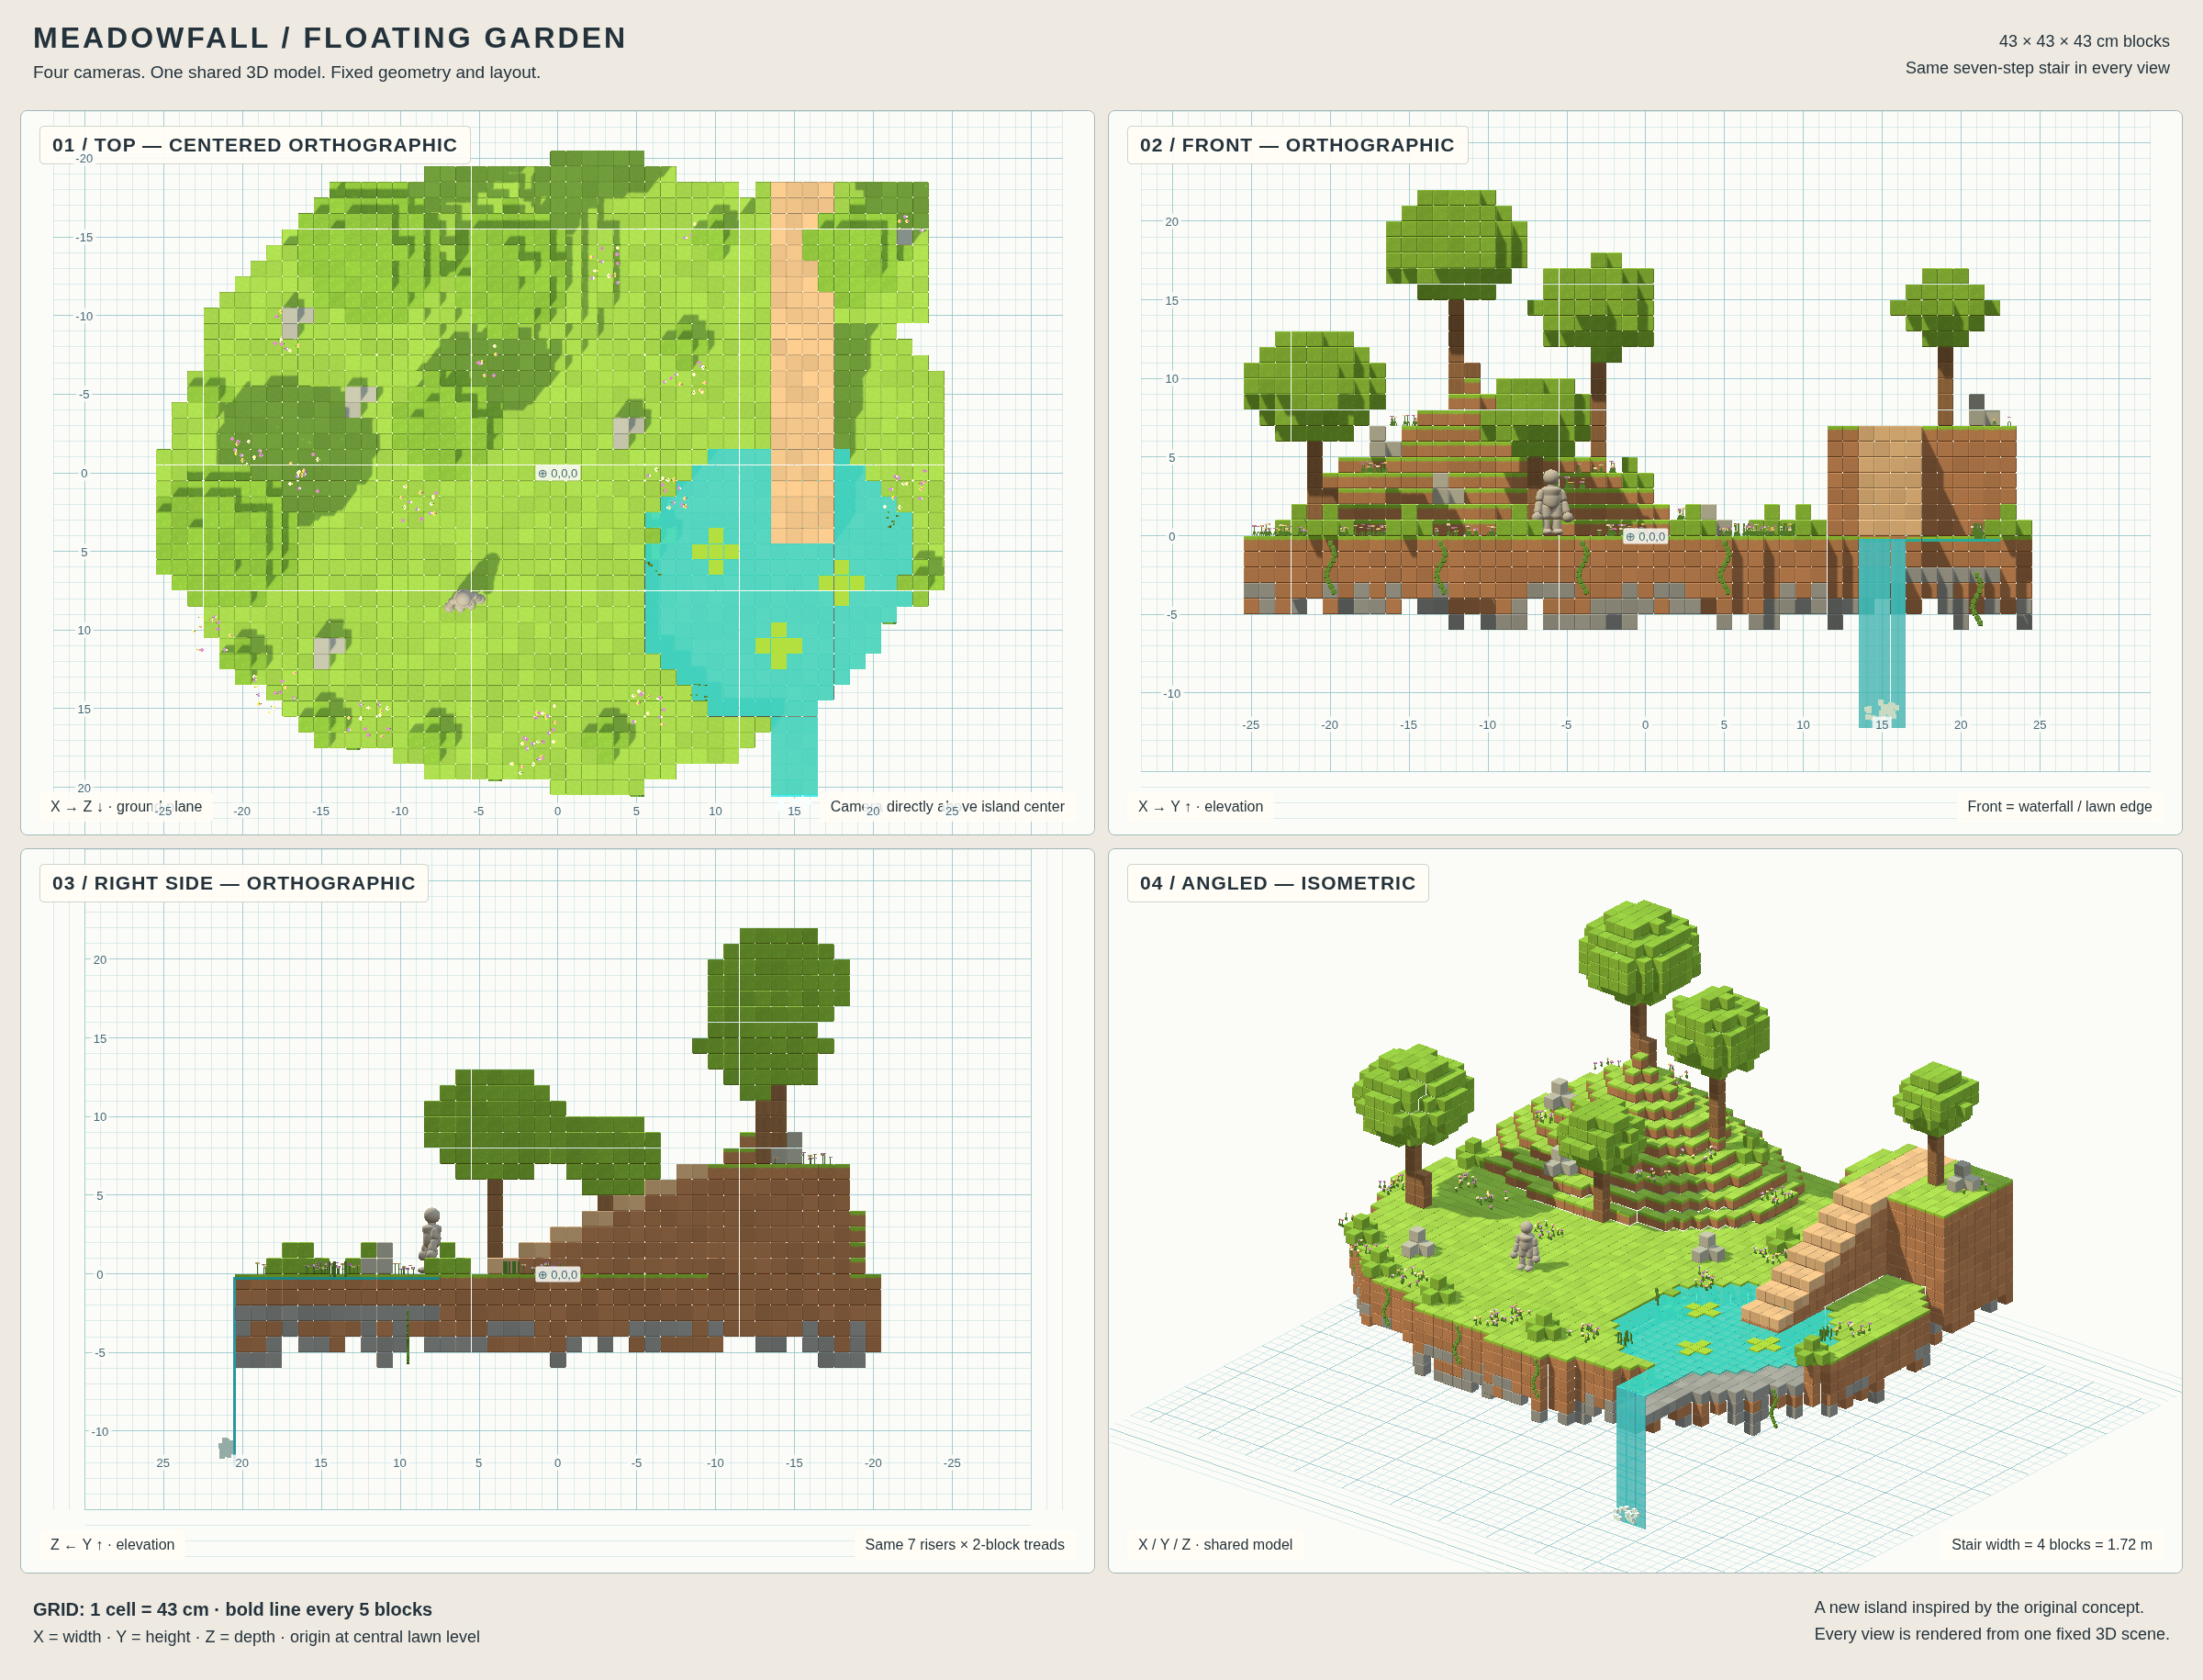 MEADOWFALL / FLOATING GARDEN
Four cameras. One shared 3D model. Fixed geometry and layout.
43 × 43 × 43 cm blocks
Same seven-step stair in every view
01 / TOP — CENTERED ORTHOGRAPHIC
-20
-15
-10
-5
0
5
10
15
20
⊕ 0,0,0
-25 -20 -15 -10 -5 0 5 10 15 20 25
X → Z ↓ · ground plane
Camera directly above island center
02 / FRONT — ORTHOGRAPHIC
20
15
10
5
0
-5
-10
⊕ 0,0,0
-25 -20 -15 -10 -5 0 5 10 15 20 25
X → Y ↑ · elevation
Front = waterfall / lawn edge
03 / RIGHT SIDE — ORTHOGRAPHIC
20
15
10
5
0
-5
-10
⊕ 0,0,0
25 20 15 10 5 0 -5 -10 -15 -20 -25
Z ← Y ↑ · elevation
Same 7 risers × 2-block treads
04 / ANGLED — ISOMETRIC
X / Y / Z · shared model
Stair width = 4 blocks = 1.72 m
GRID: 1 cell = 43 cm · bold line every 5 blocks
X = width · Y = height · Z = depth · origin at central lawn level
A new island inspired by the original concept.
Every view is rendered from one fixed 3D scene.